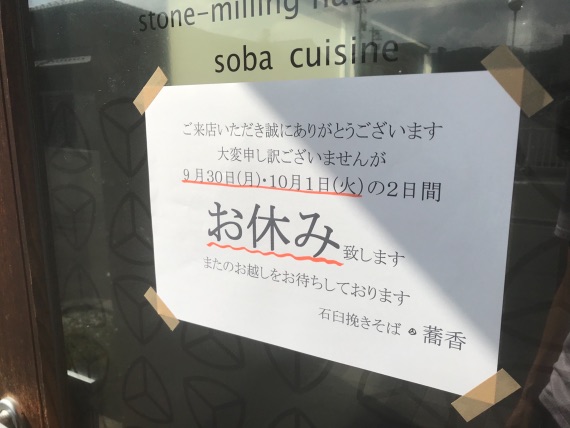 stone-milling
soba cuisine
ご来店いただき誠にありがとうございます
大変申し訳ございませんが
9月30日(月)・10月1日(火)の2日間
お休み致します
またのお越しをお待ちしております
石臼挽きそば の 蕎香